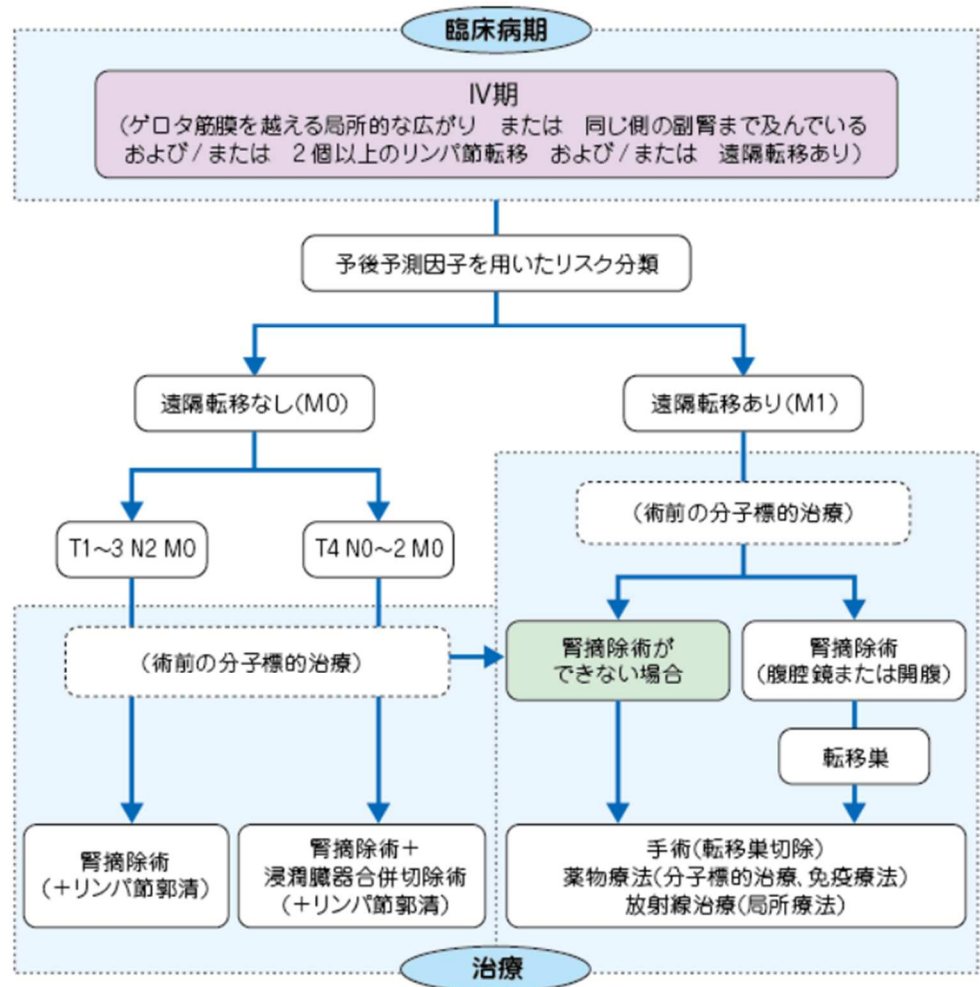 臨床病期
Ⅳ期
(ゲロタ筋膜を越える局所的な広がり または 同じ側の副腎まで及んでいる
および/または 2個以上のリンパ節転移 および/または 遠隔転移あり)
予後予測因子を用いたリスク分類
遠隔転移なし(M0)
遠隔転移あり(M1)
(術前の分子標的治療)
T1~3 N2 M0
T4 N0~2 M0
(術前の分子標的治療)
腎摘除術が
できない場合
腎摘除術
(腹腔鏡または開腹)
転移巣
腎摘除術
(+リンパ節郭清)
腎摘除術+
浸潤臓器合併切除術
(+リンパ節郭清)
手術(転移巣切除)
薬物療法(分子標的治療、免疫療法)
放射線治療(局所療法)
治療